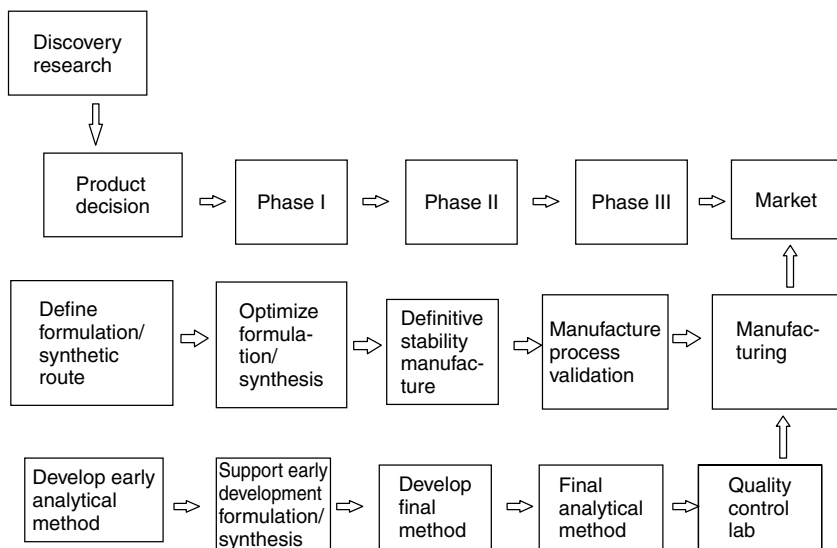 Discovery
research
Product
decision
Phase I
Phase II
Phase III
Market
Define
formulation/
synthetic
route
Optimize
formula-
tion/
synthesis
Definitive
stability
manufac-
ture
Manufacture
process
validation
Manufac-
turing
Develop early
analytical
method
Support early
development
formulation/
synthesis
Develop
final
method
Final
analytical
method
Quality
control
lab